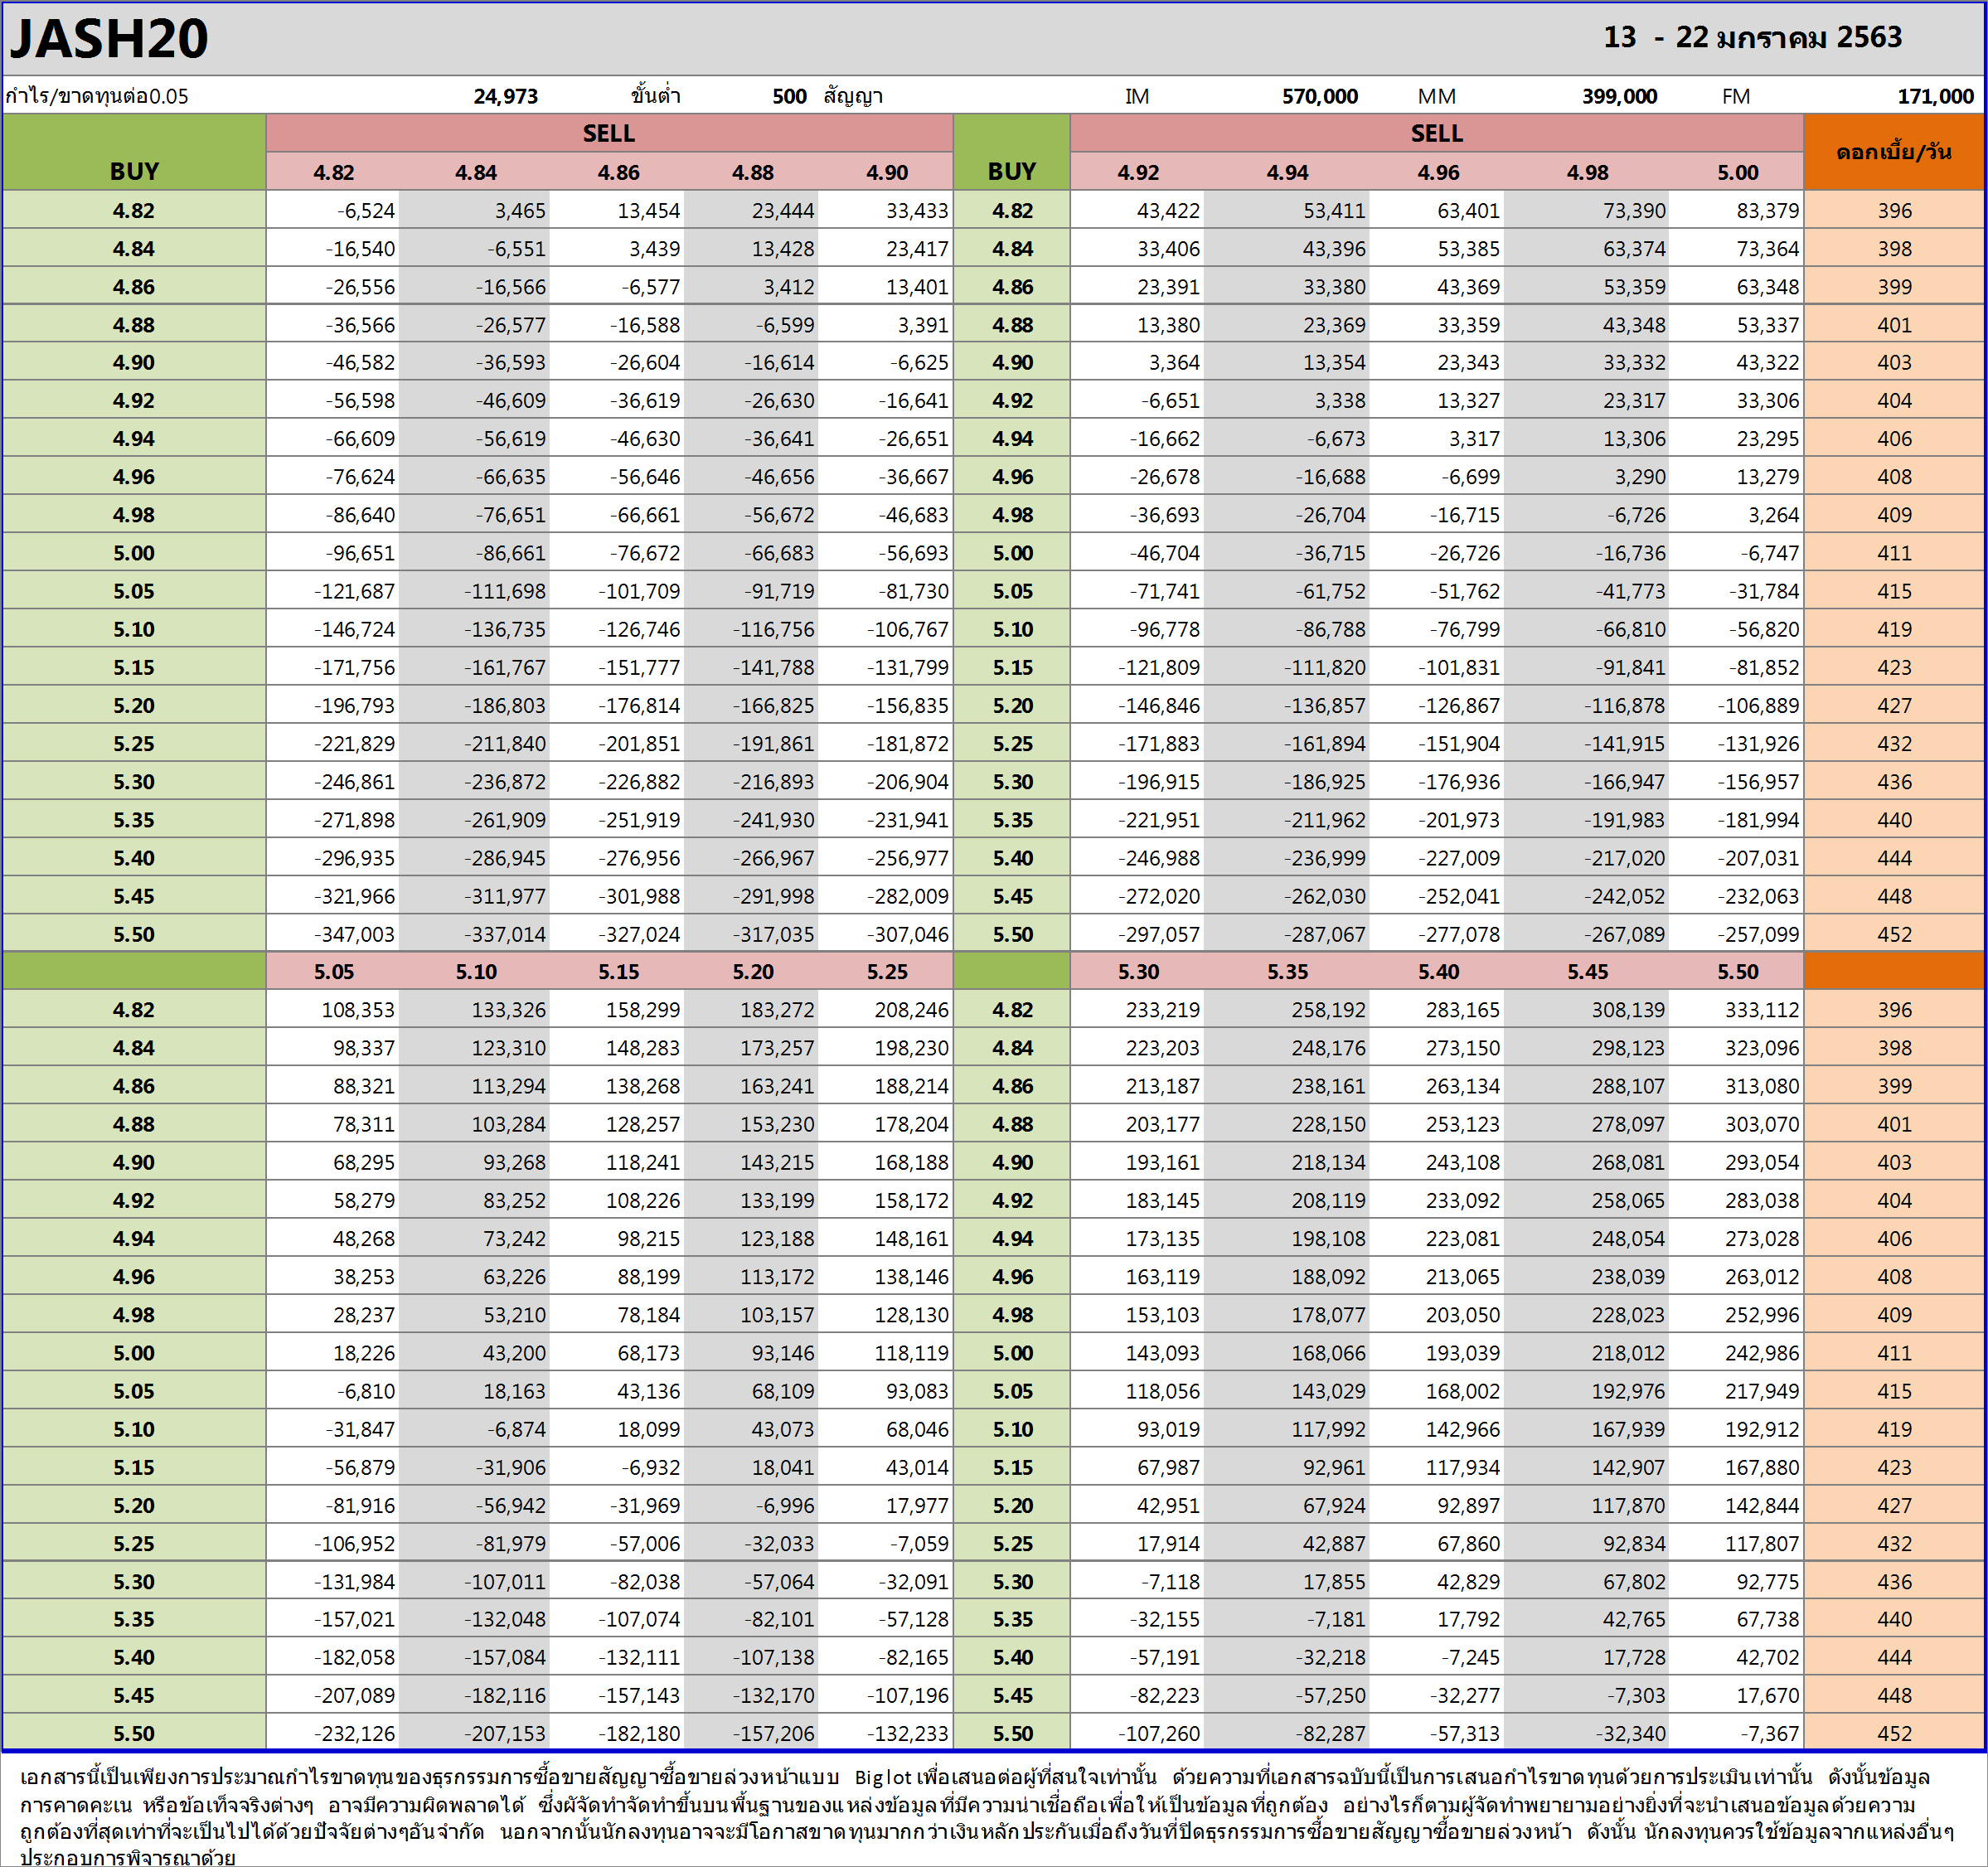 JASH20 13 - 22 มกราคม 2563
กำไร/ขาดทุนต่อ0.05 24,973 ขั้นต่ำ 500 สัญญา IM 570,000 MM 399,000 FM 171,000
SELL SELL ดอกเบี้ย/วัน
BUY 4.82 4.84 4.86 4.88 4.90 BUY 4.92 4.94 4.96 4.98 5.00
4.82 -6,524 3,465 13,454 23,444 33,433 4.82 43,422 53,411 63,401 73,390 83,379 396
4.84 -16,540 -6,551 3,439 13,428 23,417 4.84 33,406 43,396 53,385 63,374 73,364 398
4.86 -26,556 -16,566 -6,577 3,412 13,401 4.86 23,391 33,380 43,369 53,359 63,348 399
4.88 -36,566 -26,577 -16,588 -6,599 3,391 4.88 13,380 23,369 33,359 43,348 53,337 401
4.90 -46,582 -36,593 -26,604 -16,614 -6,625 4.90 3,364 13,354 23,343 33,332 43,322 403
4.92 -56,598 -46,609 -36,619 -26,630 -16,641 4.92 -6,651 3,338 13,327 23,317 33,306 404
4.94 -66,609 -56,619 -46,630 -36,641 -26,651 4.94 -16,662 -6,673 3,317 13,306 23,295 406
4.96 -76,624 -66,635 -56,646 -46,656 -36,667 4.96 -26,678 -16,688 -6,699 3,290 13,279 408
4.98 -86,640 -76,651 -66,661 -56,672 -46,683 4.98 -36,693 -26,704 -16,715 -6,726 3,264 409
5.00 -96,651 -86,661 -76,672 -66,683 -56,693 5.00 -46,704 -36,715 -26,726 -16,736 -6,747 411
5.05 -121,687 -111,698 -101,709 -91,719 -81,730 5.05 -71,741 -61,752 -51,762 -41,773 -31,784 415
5.10 -146,724 -136,735 -126,746 -116,756 -106,767 5.10 -96,778 -86,788 -76,799 -66,810 -56,820 419
5.15 -171,756 -161,767 -151,777 -141,788 -131,799 5.15 -121,809 -111,820 -101,831 -91,841 -81,852 423
5.20 -196,793 -186,803 -176,814 -166,825 -156,835 5.20 -146,846 -136,857 -126,867 -116,878 -106,889 427
5.25 -221,829 -211,840 -201,851 -191,861 -181,872 5.25 -171,883 -161,894 -151,904 -141,915 -131,926 432
5.30 -246,861 -236,872 -226,882 -216,893 -206,904 5.30 -196,915 -186,925 -176,936 -166,947 -156,957 436
5.35 -271,898 -261,909 -251,919 -241,930 -231,941 5.35 -221,951 -211,962 -201,973 -191,983 -181,994 440
5.40 -296,935 -286,945 -276,956 -266,967 -256,977 5.40 -246,988 -236,999 -227,009 -217,020 -207,031 444
5.45 -321,966 -311,977 -301,988 -291,998 -282,009 5.45 -272,020 -262,030 -252,041 -242,052 -232,063 448
5.50 -347,003 -337,014 -327,024 -317,035 -307,046 5.50 -297,057 -287,067 -277,078 -267,089 -257,099 452
5.05 5.10 5.15 5.20 5.25 5.30 5.35 5.40 5.45 5.50
4.82 108,353 133,326 158,299 183,272 208,246 4.82 233,219 258,192 283,165 308,139 333,112 396
4.84 98,337 123,310 148,283 173,257 198,230 4.84 223,203 248,176 273,150 298,123 323,096 398
4.86 88,321 113,294 138,268 163,241 188,214 4.86 213,187 238,161 263,134 288,107 313,080 399
4.88 78,311 103,284 128,257 153,230 178,204 4.88 203,177 228,150 253,123 278,097 303,070 401
4.90 68,295 93,268 118,241 143,215 168,188 4.90 193,161 218,134 243,108 268,081 293,054 403
4.92 58,279 83,252 108,226 133,199 158,172 4.92 183,145 208,119 233,092 258,065 283,038 404
4.94 48,268 73,242 98,215 123,188 148,161 4.94 173,135 198,108 223,081 248,054 273,028 406
4.96 38,253 63,226 88,199 113,172 138,146 4.96 163,119 188,092 213,065 238,039 263,012 408
4.98 28,237 53,210 78,184 103,157 128,130 4.98 153,103 178,077 203,050 228,023 252,996 409
5.00 18,226 43,200 68,173 93,146 118,119 5.00 143,093 168,066 193,039 218,012 242,986 411
5.05 -6,810 18,163 43,136 68,109 93,083 5.05 118,056 143,029 168,002 192,976 217,949 415
5.10 -31,847 -6,874 18,099 43,073 68,046 5.10 93,019 117,992 142,966 167,939 192,912 419
5.15 -56,879 -31,906 -6,932 18,041 43,014 5.15 67,987 92,961 117,934 142,907 167,880 423
5.20 -81,916 -56,942 -31,969 -6,996 17,977 5.20 42,951 67,924 92,897 117,870 142,844 427
5.25 -106,952 -81,979 -57,006 -32,033 -7,059 5.25 17,914 42,887 67,860 92,834 117,807 432
5.30 -131,984 -107,011 -82,038 -57,064 -32,091 5.30 -7,118 17,855 42,829 67,802 92,775 436
5.35 -157,021 -132,048 -107,074 -82,101 -57,128 5.35 -32,155 -7,181 17,792 42,765 67,738 440
5.40 -182,058 -157,084 -132,111 -107,138 -82,165 5.40 -57,191 -32,218 -7,245 17,728 42,702 444
5.45 -207,089 -182,116 -157,143 -132,170 -107,196 5.45 -82,223 -57,250 -32,277 -7,303 17,670 448
5.50 -232,126 -207,153 -182,180 -157,206 -132,233 5.50 -107,260 -82,287 -57,313 -32,340 -7,367 452
เอกสารนี้เป็นเพียงการประมาณกำไรขาดทุนของธุรกรรมการซื้อขายสัญญาซื้อขายล่วงหน้าแบบ Biglotเพื่อเสนอต่อผู้ที่สนใจเท่านั้น ด้วยความที่เอกสารฉบับนี้เป็นการเสนอกำไรขาดทุนด้วยการประเมินเท่านั้น ดังนั้นข้อมูล
การคาดคะเน หรือข้อเท็จจริงต่างๆ อาจมีความผิดพลาดได้ ซึ่งผัจัดทำจัดทำขึ้นบนพื้นฐานของแหล่งข้อมูลที่มีความน่าเชื่อถือเพื่อให้เป็นข้อมูลที่ถูกต้อง อย่างไรก็ตามผู้จัดทำพยายามอย่างยิ่งที่จะนำเสนอข้อมูลด้วยความ
ถูกต้องที่สุดเท่าที่จะเป็นไปได้ด้วยปัจจัยต่างๆอันจำกัด นอกจากนั้นนักลงทุนอาจจะมีโอกาสขาดทุนมากกว่าเงินหลักประกันเมื่อถึงวันที่ปิดธุรกรรมการซื้อขายสัญญาซื้อขายล่วงหน้า ดังนั้น นักลงทุนควรใช้ข้อมูลจากแหล่งอื่นๆ
ประกอบการพิจารณาด้วย